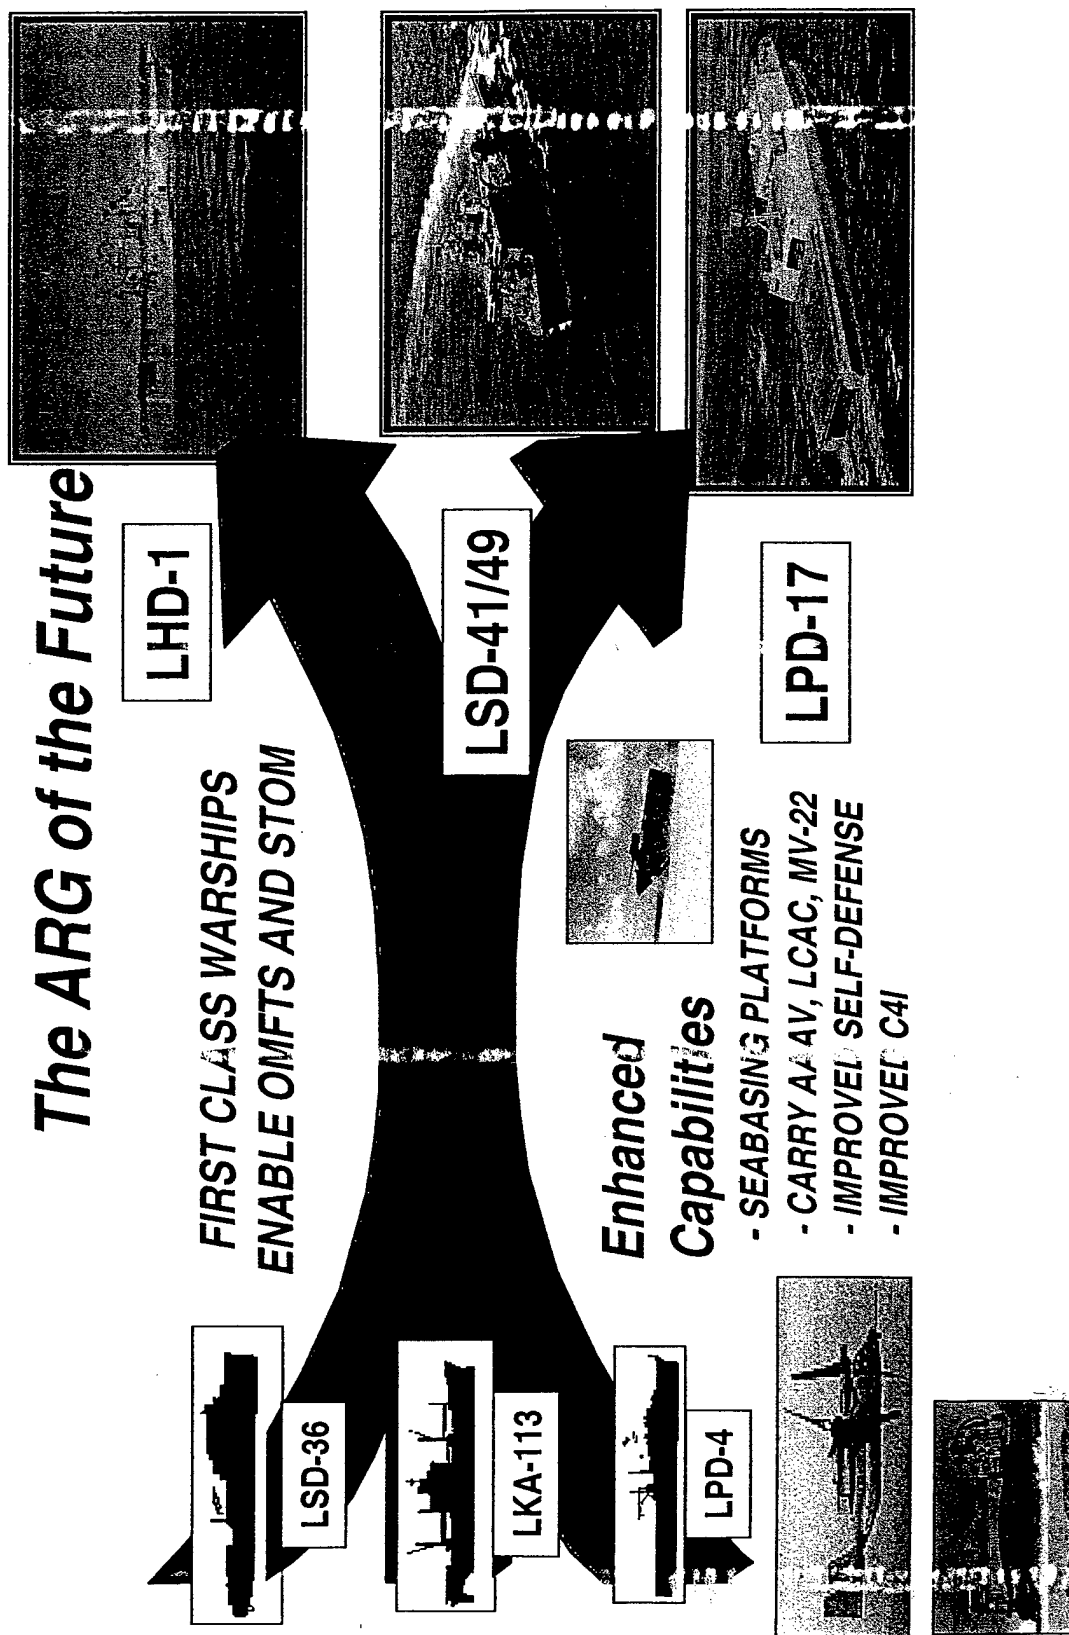 The ARG of the Future
FIRST CLASS WARSHIPS
ENABLE OMFTS AND STOM
LHD-1
LSD-36
LKA-113
LPD-4
LSD-41/49
Enhanced
Capabilities
- SEABASING PLATFORMS
- CARRY AAAV, LCAC, MV-22
- IMPROVED SELF-DEFENSE
- IMPROVED C4I
LPD-17